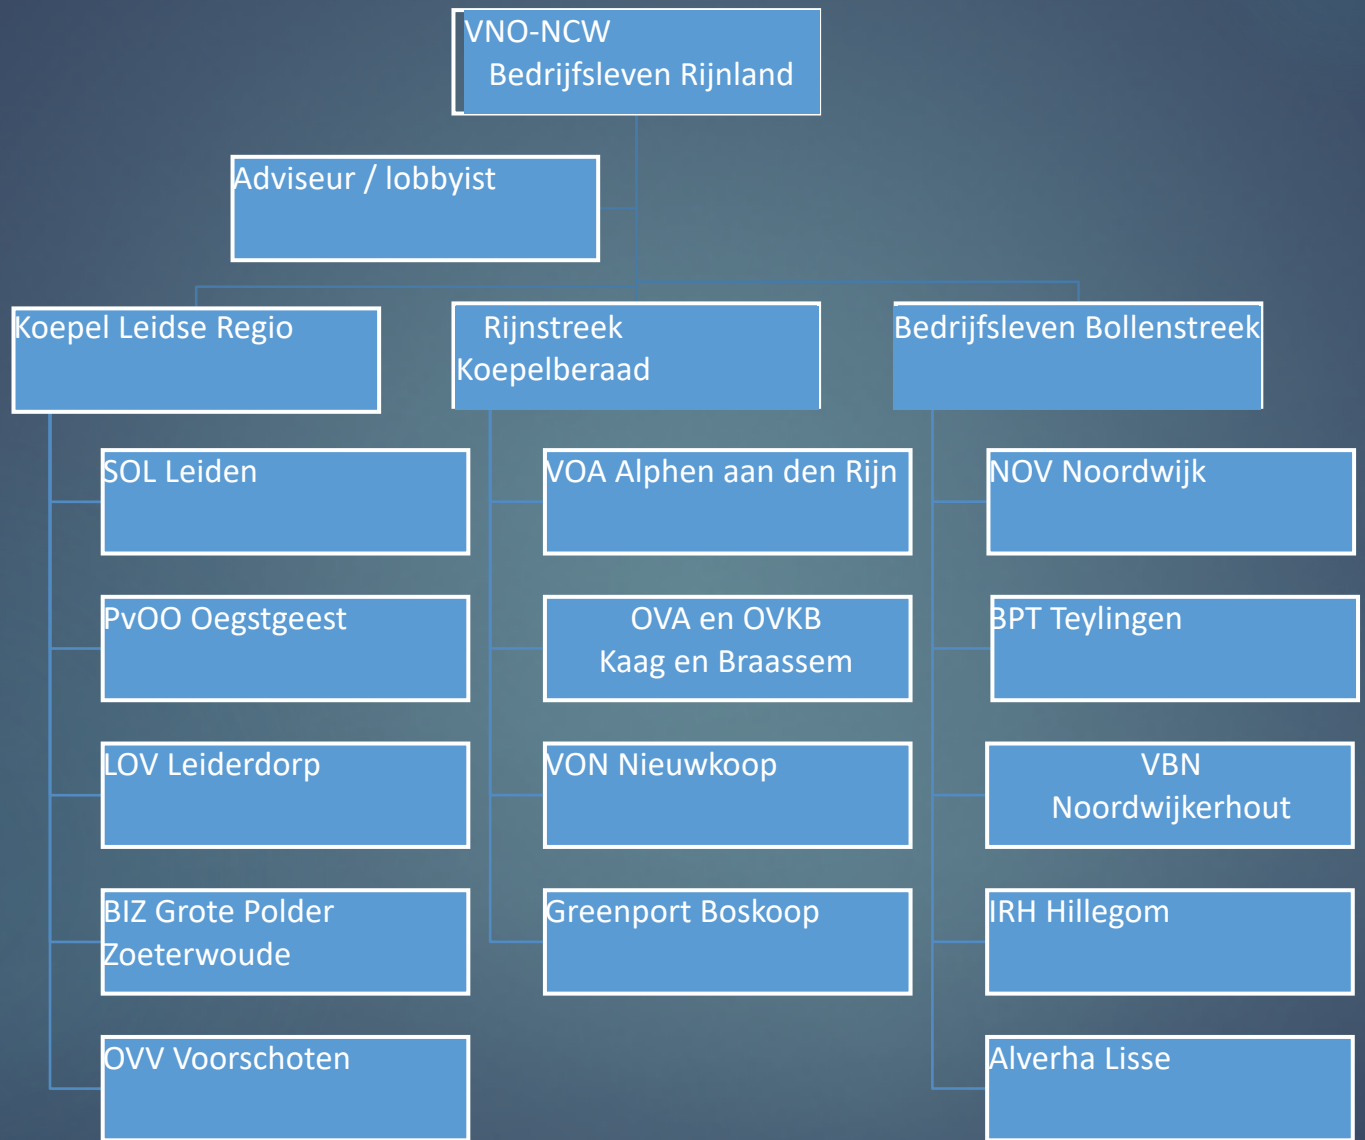 VNO-NCW
Bedrijfsleven Rijnland
Adviseur / lobbyist
Koepel Leidse Regio
Rijnstreek
Koepelberaad
Bedrijfsleven Bollenstreek
SOL Leiden
VOA Alphen aan den Rijn
NOV Noordwijk
PvOO Oegstgeest
OVA en OVKB
Kaag en Braassem
BPT Teylingen
LOV Leiderdorp
VON Nieuwkoop
VBN
Noordwijkerhout
BIZ Grote Polder
Zoeterwoude
Greenport Boskoop
IRH Hillegom
OVV Voorschoten
Alverha Lisse